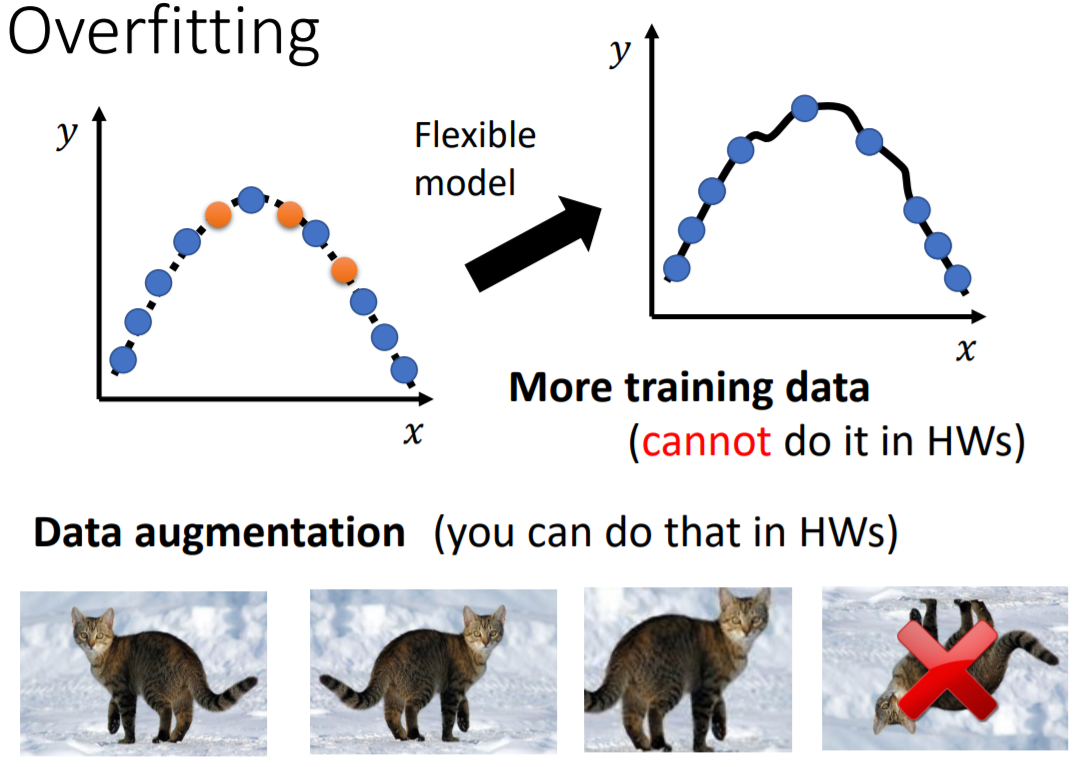 Overfitting
y
x
Flexible
model
y
x
More training data
(cannot do it in HWs)
Data augmentation (you can do that in HWs)